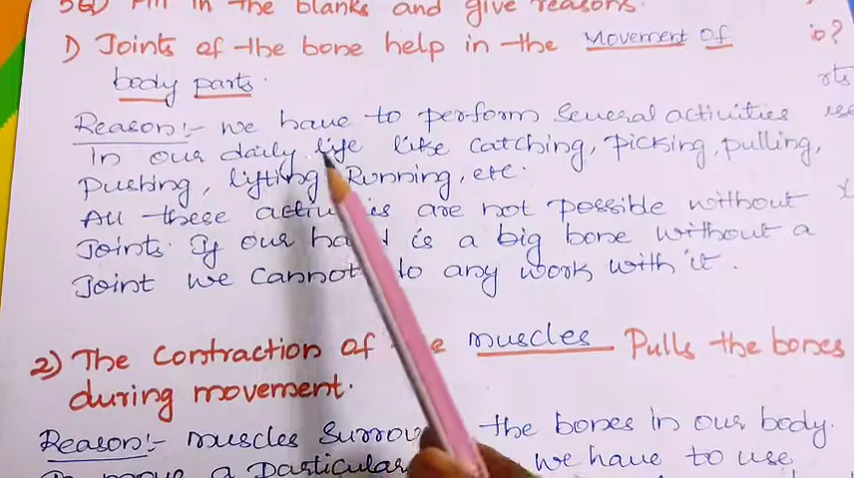 Fill in the blanks and give reasons.
1) Joints of the bone help in the Movement of
body parts.
Reason:- we have to perform several activities
In our daily life like catching, picking, pulling,
Pushing, lifting, Running, etc.
All these are not possible without
Joints. If our is a big bone without a
Joint we cannot do any work with it.
2) The contraction of muscles Pulls the bones
during movement.
Reason:- muscles the bones in our body.
a Particular we have to use